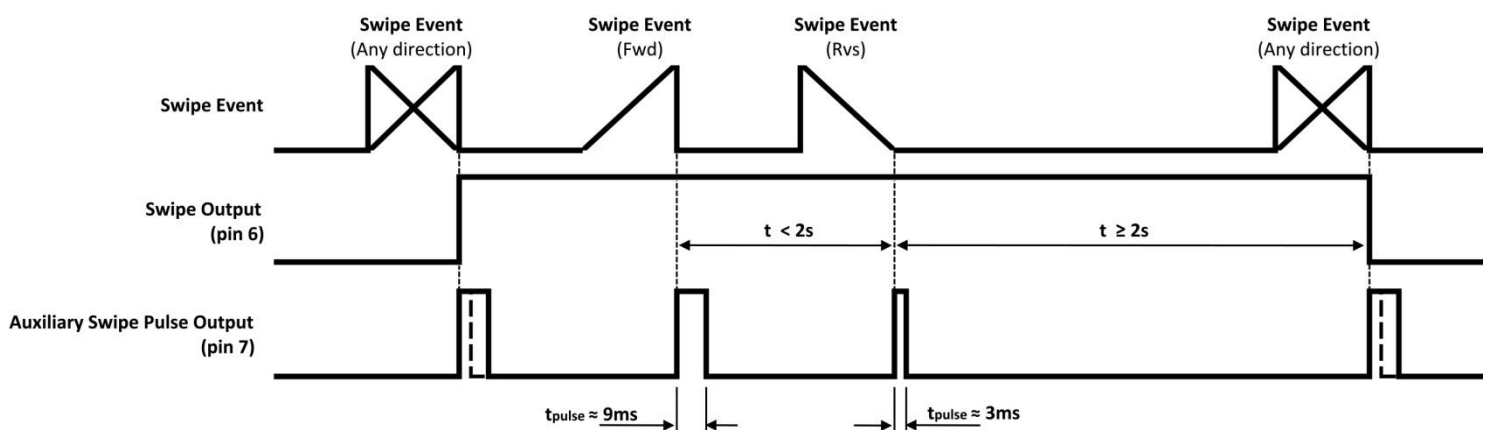 Swipe Event
(Any direction)
Swipe Event
(Fwd)
Swipe Event
(Rvs)
Swipe Event
(Any direction)
Swipe Event
Swipe Output
(pin 6)
t < 2s
t ≥ 2s
Auxiliary Swipe Pulse Output
(pin 7)
tpulse ≈ 9ms
tpulse ≈ 3ms